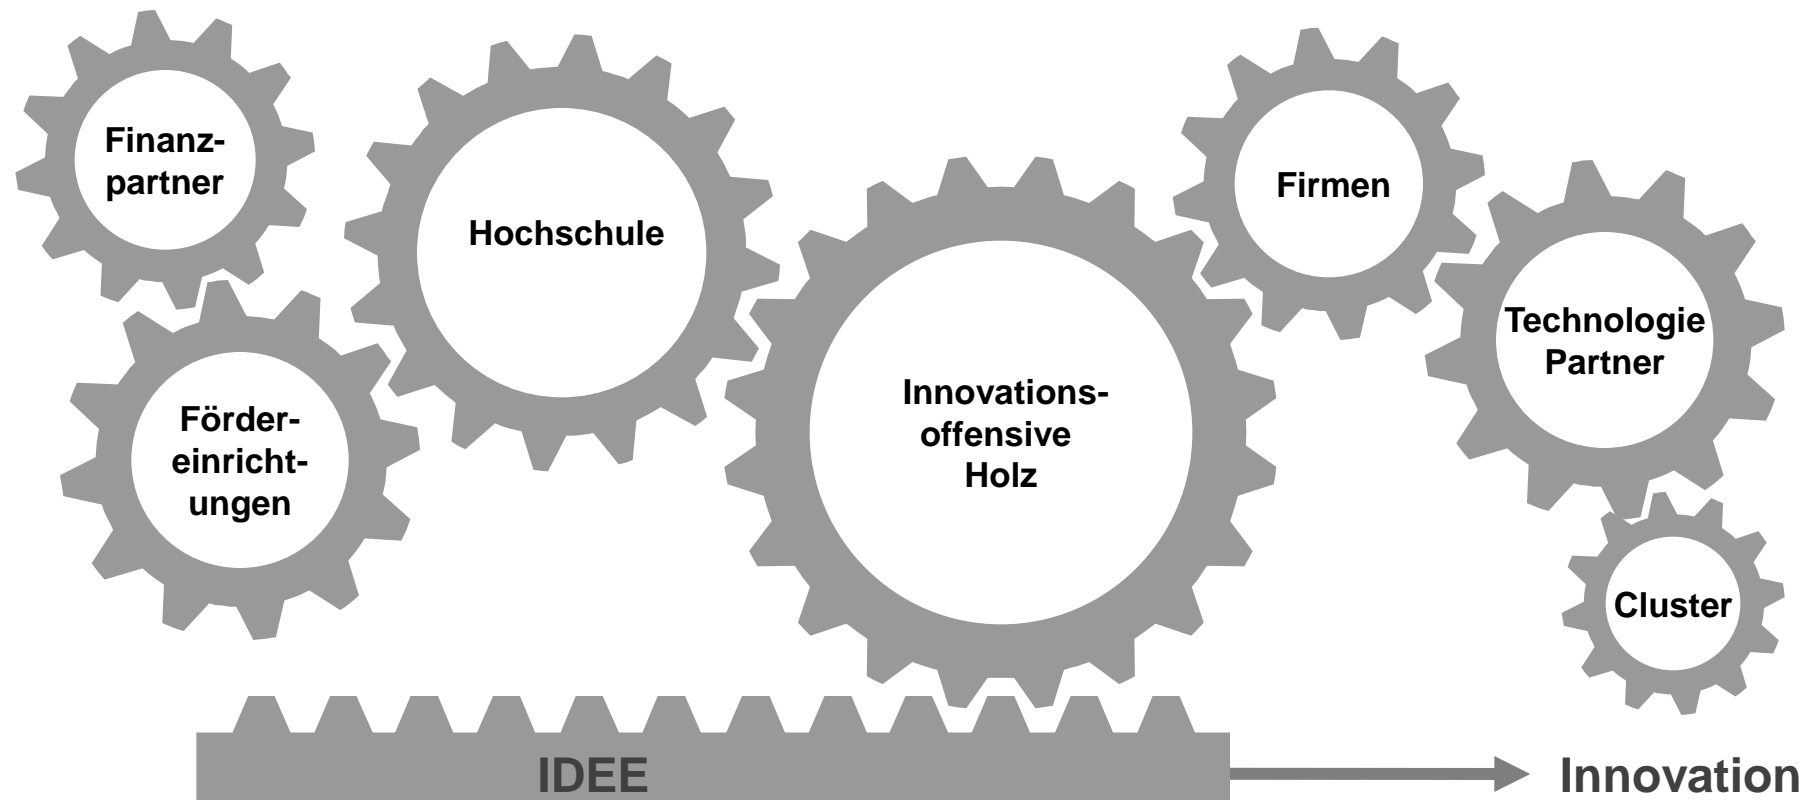 Finanz-
partner
Hochschule
Firmen
Technologie
Partner
Förder-
einricht-
ungen
Innovations-
offensive
Holz
Cluster
IDEE
Innovation